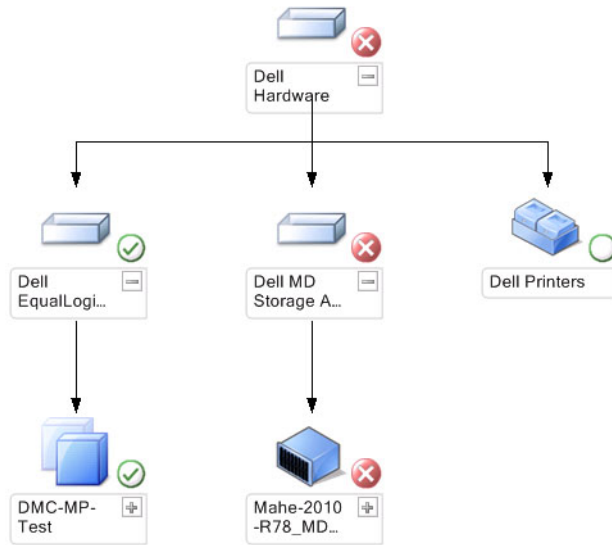 Dell
Hardware
Dell
EqualLogi...
Dell MD
Storage A...
Dell Printers
DMC-MP-
Test
Mahe-2010
-R78_MD...